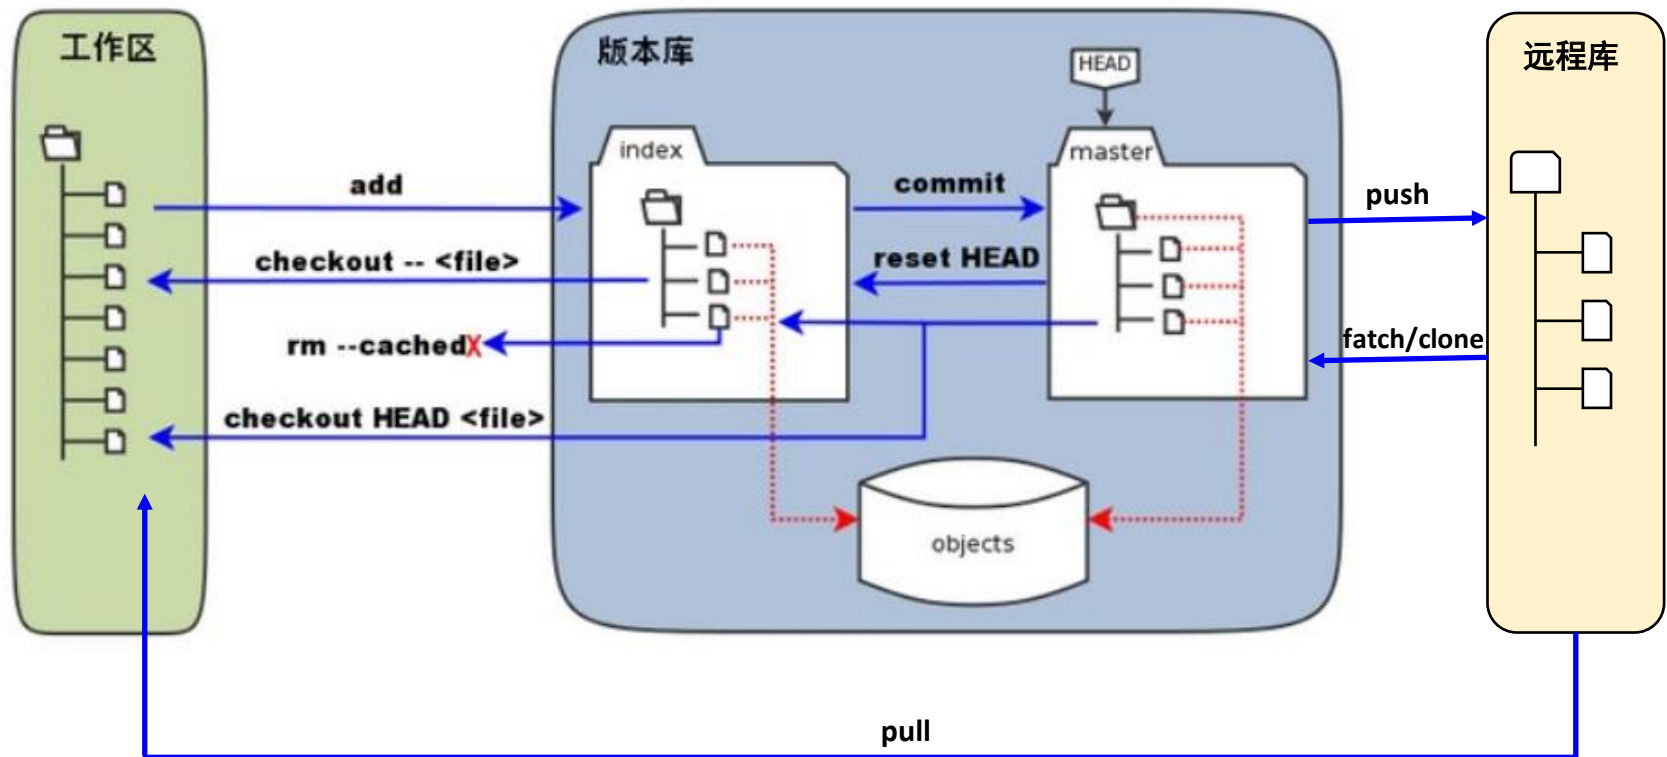 工作区
版本库
远程库
HEAD
index
master
add
commit
push
checkout -- <file>
reset HEAD
rm --cachedX
fatch/clone
checkout HEAD <file>
objects
pull